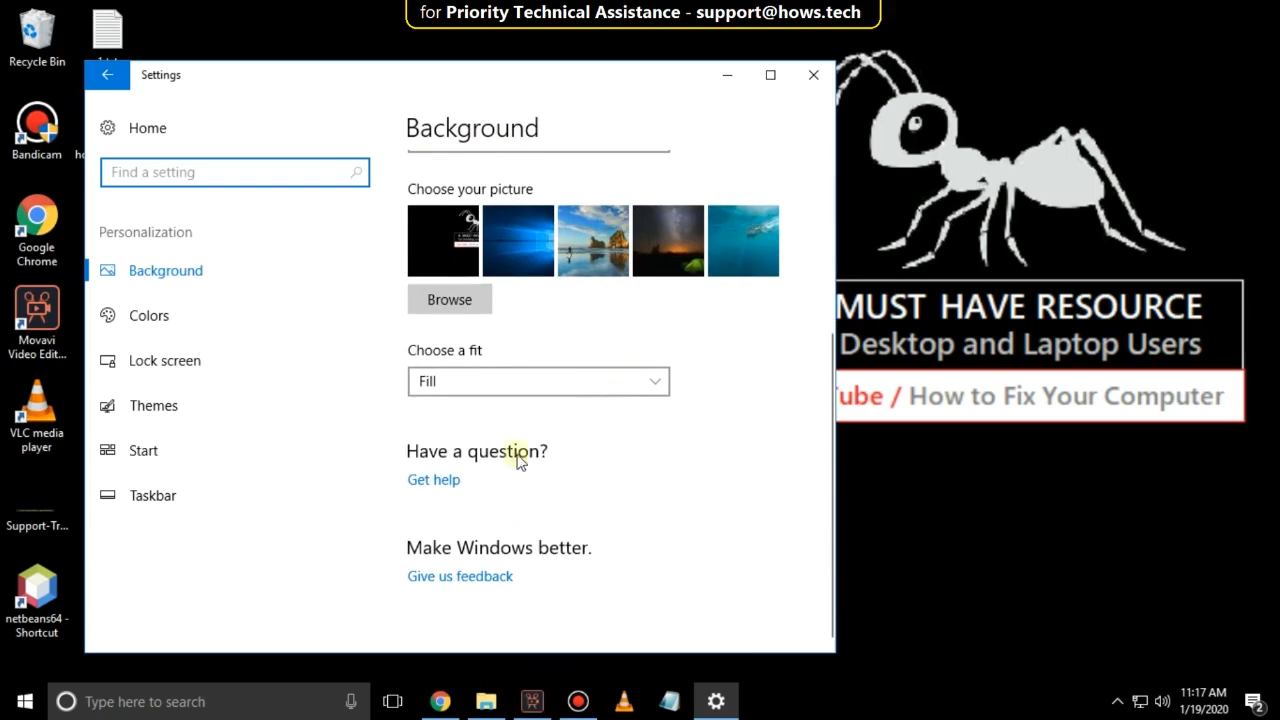 for Priority Technical Assistance - support@hows.tech
Recycle Bin
Bandicam
Google
Chrome
Movavi
Video Edit...
VLC media
player
Support-Tr...
netbeans64 -
Shortcut
Settings
Home
Find a setting
Personalization
Background
Colors
Lock screen
Themes
Start
Taskbar
Background
Choose your picture
Browse
Choose a fit
Fill
Have a question?
Get help
Make Windows better.
Give us feedback
MUST HAVE RESOURCE
Desktop and Laptop Users
ube / How to Fix Your Computer
Type here to search
11:17 AM
1/19/2020
2